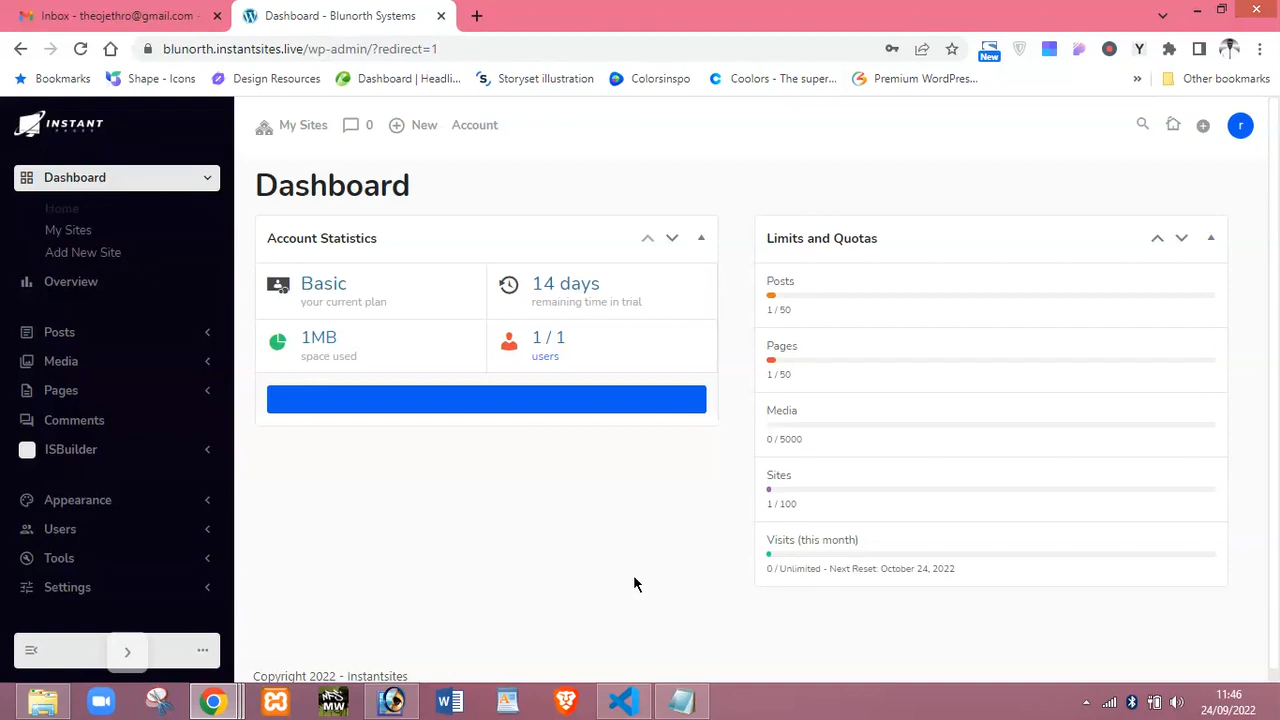 Inbox - theojethro@gmail.com
Dashboard - Blunorth Systems
blunorth.instantsites.live/wp-admin/?redirect=1
New
Y
Bookmarks
Shape - Icons
Design Resources
Dashboard | Headli...
Storyset illustration
Colorsinspo
Coolors - The sper...
Premium WordPres...
»
Other bookmarks
INSTANT
PAGES
My Sites
0
New
Account
r
Dashboard
Home
My Sites
Add New Site
Overview
Posts
Media
Pages
Comments
ISBuilder
Appearance
Users
Tools
Settings
Dashboard
Account Statistics
Basic
your current plan
14 days
remaining time in trial
1MB
space used
1 / 1
users
Limits and Quotas
Posts
1 / 50
Pages
1 / 50
Media
0 / 5000
Sites
1 / 100
Visits (this month)
0 / Unlimited - Next Reset: October 24, 2022
Copyright 2022 - Instantsites
MW
11:46
24/09/2022